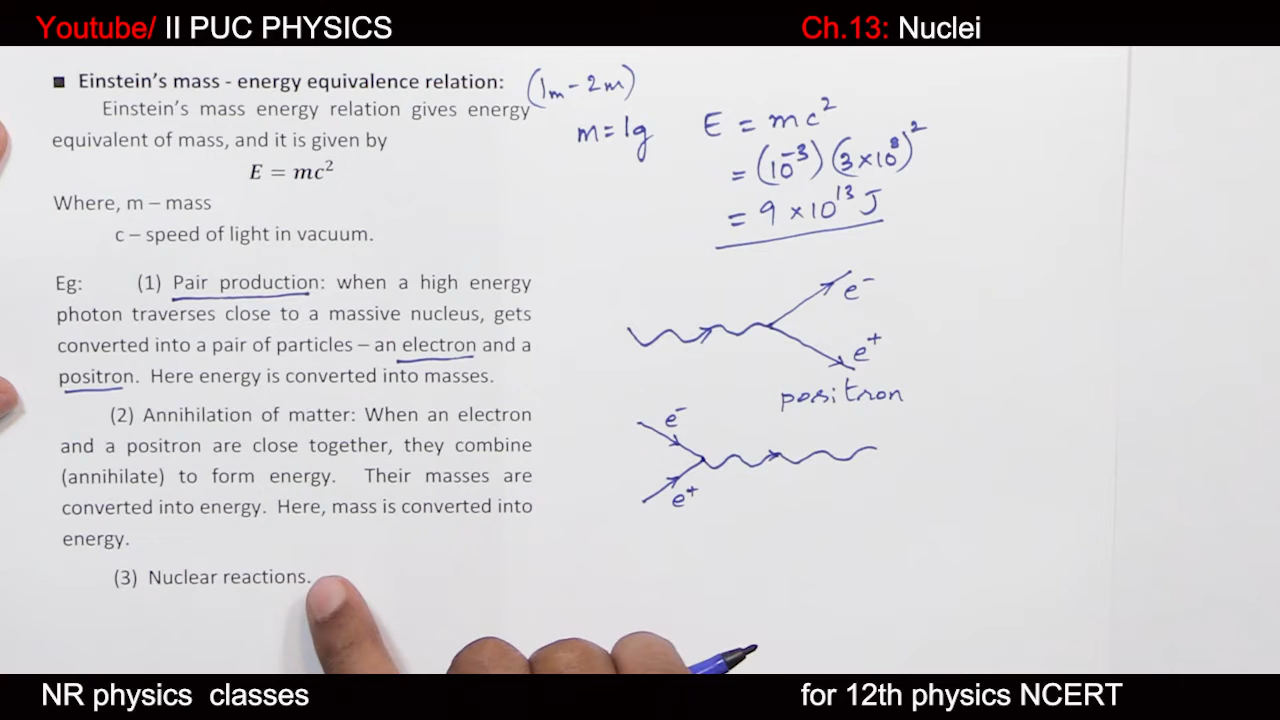 Youtube/ II PUC PHYSICS
Ch.13: Nuclei
■ Einstein's mass - energy equivalence relation: (1m - 2m)
Einstein's mass energy relation gives energy
equivalent of mass, and it is given by
E = mc²
Where, m – mass
c – speed of light in vacuum.
m = 1g
E = mc²
= (10⁻³) (3×10⁸)²
= 9 × 10¹³ J
Eg: (1) Pair production: when a high energy
photon traverses close to a massive nucleus, gets
converted into a pair of particles – an electron and a
positron. Here energy is converted into masses.
e⁻
e⁺
positron
(2) Annihilation of matter: When an electron
and a positron are close together, they combine
(annihilate) to form energy. Their masses are
converted into energy. Here, mass is converted into
energy.
e⁻
e⁺
(3) Nuclear reactions.
NR physics classes
for 12th physics NCERT